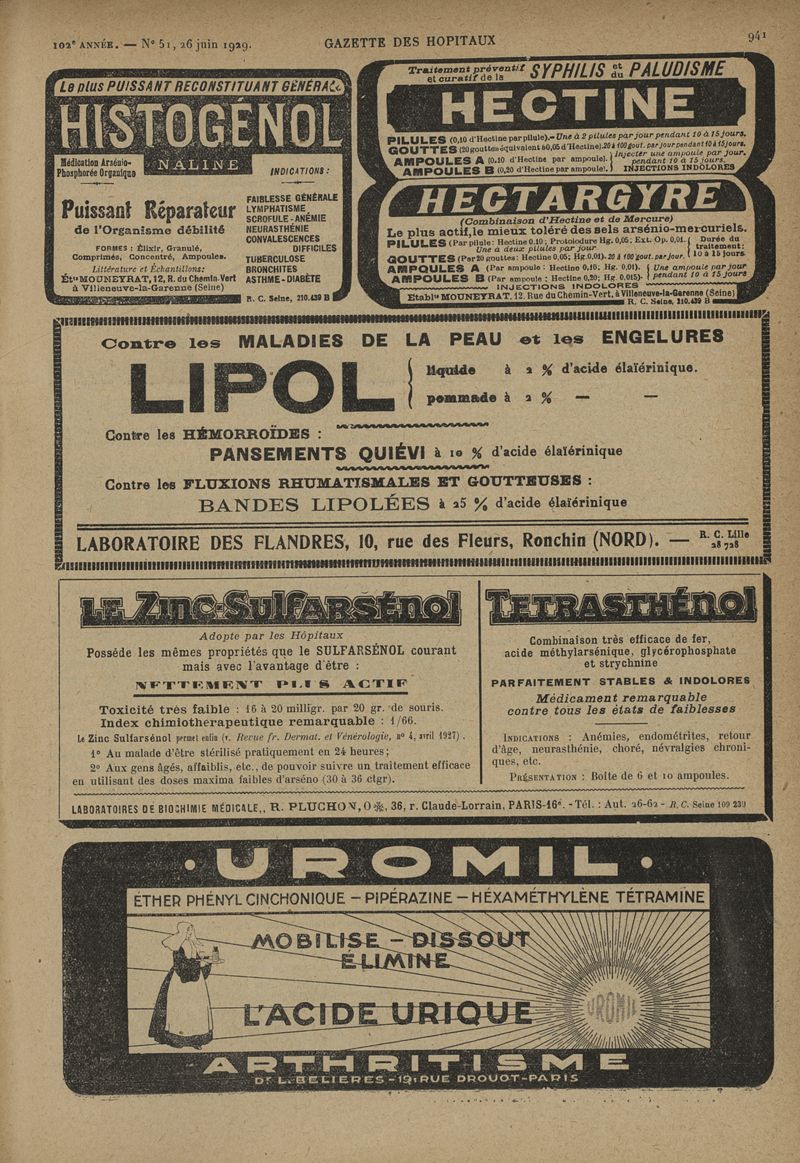 102e ANNÉE. — No 51, 26 juin 1929.
GAZETTE DES HOPITAUX
941
Le plus PUISSANT RECONSTITUANT GÉNÉRAL
HISTOGÉNOL
NALINE
Médication Arsénio-
Phosphorée Organique
Puissant Réparateur
de l'Organisme débilité
FORMES : Élixir, Granulé,
Comprimés, Concentré, Ampoules.
Littérature et Échantillons:
Éts MOUNEYRAT, 12, R. du Chemin-Vert
à Villeneuve-la-Garenne (Seine)
INDICATIONS :
FAIBLESSE GÉNÉRALE
LYMPHATISME
SCROFULE - ANÉMIE
NEURASTHÉNIE
CONVALESCENCES
DIFFICILES
TUBERCULOSE
BRONCHITES
ASTHME - DIABÈTE
R. C. Seine, 210.439 B
Traitement préventif et curatif de la SYPHILIS et du PALUDISME
HECTINE
PILULES (0,10 d'Hectine par pilule).- Une à 2 pilules par jour pendant 10 à 15 jours.
GOUTTES (20 gouttes équivalent à 0,05 d'Hectine) 20 à 100 gout. par jour pendant 10 à 15 jours.
AMPOULES A (0.10 d'Hectine par ampoule). Injecter une ampoule par jour.
pendant 10 à 15 jours.
AMPOULES B (0,20 d'Hectine par ampoule). INJECTIONS INDOLORES
HECTARGYRE
(Combinaison d'Hectine et de Mercure)
Le plus actif, le mieux toléré des sels arsénio-mercuriels.
PILULES (Par pilule: Hectine 0.10; Protoiodure Hg. 0,05; Ext. Op. 0,01.
Une à deux pilules par jour.
GOUTTES (Par 20 gouttes: Hectine 0,05; Hg. 0,01). 20 à 100 gout. par jour.
Durée du
traitement:
10 à 15 jours
AMPOULES A (Par ampoule : Hectine 0,10; Hg. 0,01).
AMPOULES B (Par ampoule : Hectine 0,20; Hg. 0,015).
Une ampoule par jour
pendant 10 à 15 jours
INJECTIONS INDOLORES
Etablts MOUNEYRAT, 12, Rue du Chemin-Vert, à Villeneuve-la-Garenne (Seine)
R. C. Seine, 210.439 B
Contre les MALADIES DE LA PEAU et les ENGELURES
LIPOL
liquide à 2 % d'acide élaïérinique.
pommade à 2 % — —
Contre les HÉMORROÏDES :
PANSEMENTS QUIÉVI à 10 % d'acide élaïérinique
Contre les FLUXIONS RHUMATISMALES ET GOUTTEUSES :
BANDES LIPOLÉES à 25 % d'acide élaïérinique
LABORATOIRE DES FLANDRES, 10, rue des Fleurs, Ronchin (NORD). — R. C. Lille
28 728
LE ZINC-SULFARSÉNOL
Adopte par les Hôpitaux
Possède les mêmes propriétés que le SULFARSÉNOL courant
mais avec l'avantage d'être :
NETTEMENT PLUS ACTIF
Toxicité très faible : 16 à 20 milligr. par 20 gr. de souris.
Index chimiotherapeutique remarquable : 1/66.
Le Zinc Sulfarsénol permet enfin (v. Revue fr. Dermat. et Vénérologie, no 4, avril 1927) .
1o Au malade d'être stérilisé pratiquement en 24 heures;
2o Aux gens âgés, affaiblis, etc., de pouvoir suivre un traitement efficace
en utilisant des doses maxima faibles d'arséno (30 à 36 ctgr).
TETRASTHÉNOL
Combinaison très efficace de fer,
acide méthylarsénique, glycérophosphate
et strychnine
PARFAITEMENT STABLES & INDOLORES
Médicament remarquable
contre tous les états de faiblesses
INDICATIONS : Anémies, endométrites, retour
d'âge, neurasthénie, choré, névralgies chroni-
ques, etc.
PRÉSENTATION : Boîte de 6 et 10 ampoules.
LABORATOIRES DE BIOCHIMIE MÉDICALE,, R. PLUCHON, O, 36, r. Claude-Lorrain, PARIS-16e. - Tél. : Aut. 26-62 - R. C. Seine 109 239
UROMIL
ÉTHER PHÉNYL CINCHONIQUE — PIPÉRAZINE — HÉXAMÉTHYLÈNE TÉTRAMINE
MOBILISE - DISSOUT
ÉLIMINE
L'ACIDE URIQUE
UROMIL
ARTHRITISME
DR L. BELIERES - 19, RUE DROUOT - PARIS